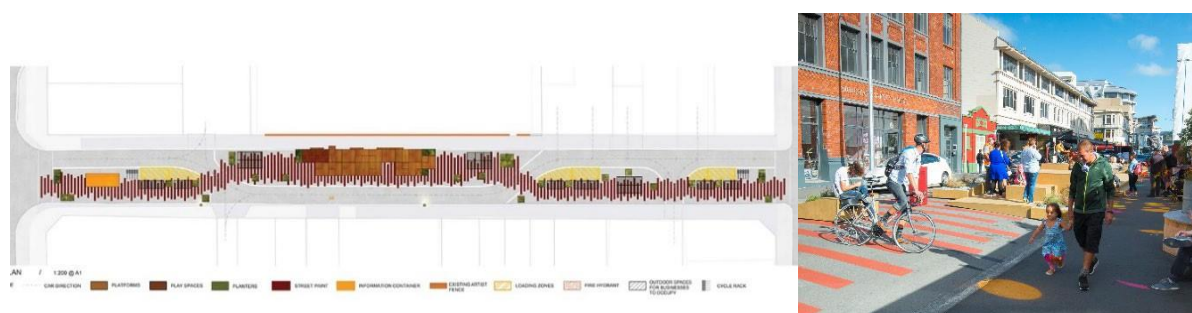 LAN / 1:200 @ A1
CAR DIRECTION
PLATFORMS
PLAY SPACES
PLANTERS
STREET PAINT
INFORMATION CONTAINER
EXISTING ARTIST
FENCE
LOADING ZONES
FIRE HYDRANT
OUTDOOR SPACES
FOR BUSINESSES
TO OCCUPY
CYCLE RACK